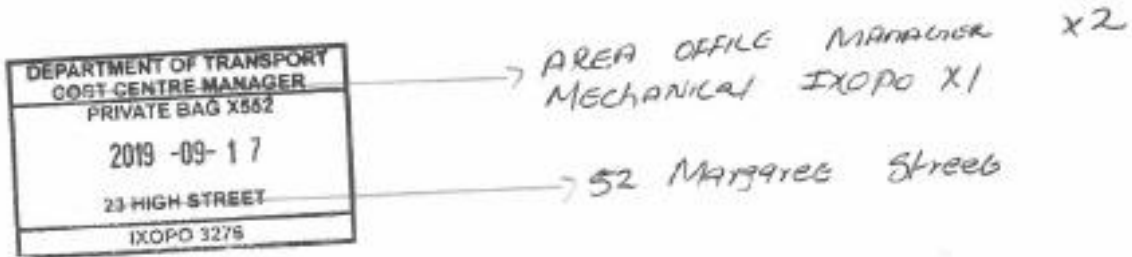 DEPARTMENT OF TRANSPORT
COST CENTRE MANAGER
PRIVATE BAG X552
2019 -09- 17
23 HIGH STREET
IXOPO 3276
AREA OFFICE MANAGER X2
MECHANICAL IXOPO X1
52 Margaret Street